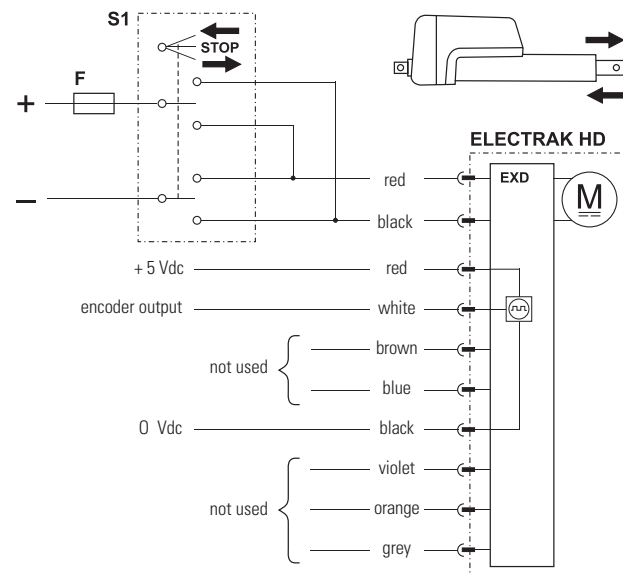 S1
STOP
F
+
−
ELECTRAK HD
EXD
M
red
black
+ 5 Vdc
red
encoder output
white
not used
brown
blue
0 Vdc
black
not used
violet
orange
grey